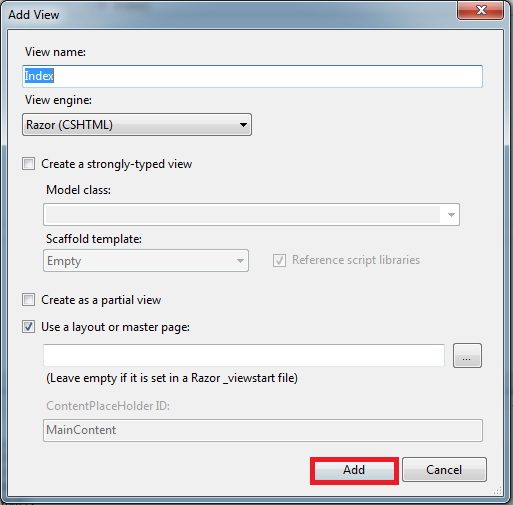 Add View
View name:
Index
View engine:
Razor (CSHTML)
Create a strongly-typed view
Model class:
Scaffold template:
Empty
Reference script libraries
Create as a partial view
Use a layout or master page:
...
(Leave empty if it is set in a Razor _viewstart file)
ContentPlaceHolder ID:
MainContent
Add
Cancel